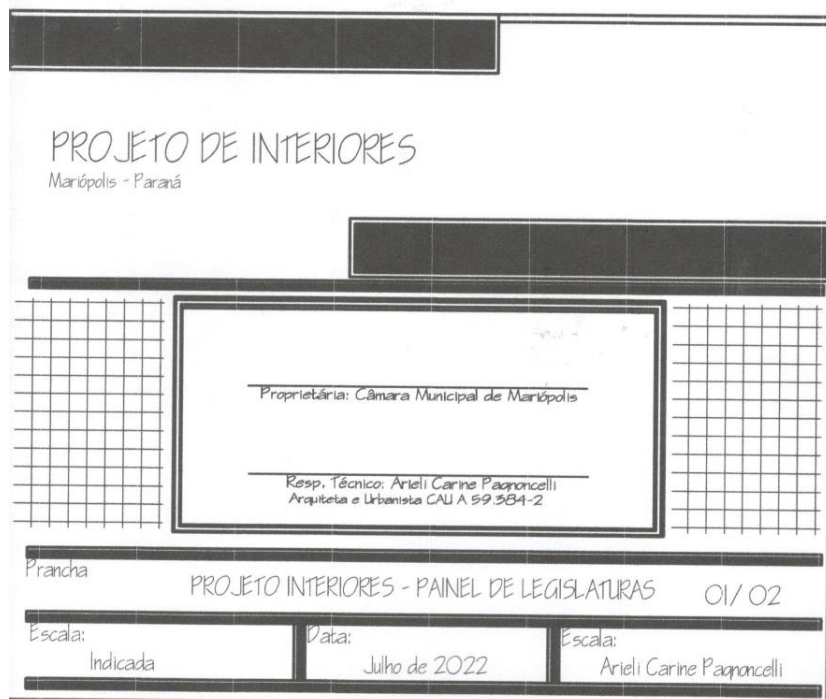 PROJETO DE INTERIORES
Mariópolis - Paraná
Proprietária: Câmara Municipal de Mariópolis
Resp. Técnico: Arieli Carine Pagnoncelli
Arquiteta e Urbanista CAU A 59.384-2
Prancha
PROJETO INTERIORES - PAINEL DE LEGISLATURAS 01/ 02
Escala:
Indicada
Data:
Julho de 2022
Escala:
Arieli Carine Pagnoncelli